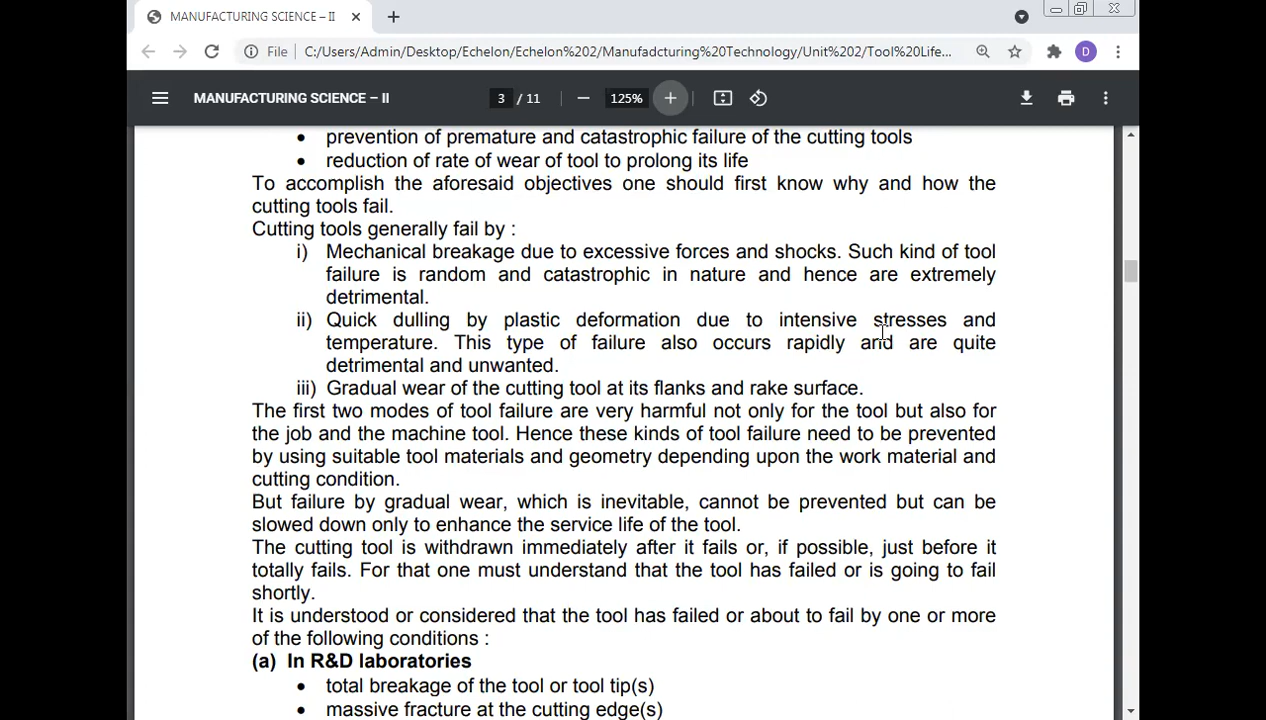 MANUFACTURING SCIENCE – II
File
C:/Users/Admin/Desktop/Echelon/Echelon%202/Manufadcturing%20Technology/Unit%202/Tool%20Life...
D
MANUFACTURING SCIENCE – II
3 / 11
125%
• prevention of premature and catastrophic failure of the cutting tools
• reduction of rate of wear of tool to prolong its life
To accomplish the aforesaid objectives one should first know why and how the
cutting tools fail.
Cutting tools generally fail by :
i) Mechanical breakage due to excessive forces and shocks. Such kind of tool
failure is random and catastrophic in nature and hence are extremely
detrimental.
ii) Quick dulling by plastic deformation due to intensive stresses and
temperature. This type of failure also occurs rapidly and are quite
detrimental and unwanted.
iii) Gradual wear of the cutting tool at its flanks and rake surface.
The first two modes of tool failure are very harmful not only for the tool but also for
the job and the machine tool. Hence these kinds of tool failure need to be prevented
by using suitable tool materials and geometry depending upon the work material and
cutting condition.
But failure by gradual wear, which is inevitable, cannot be prevented but can be
slowed down only to enhance the service life of the tool.
The cutting tool is withdrawn immediately after it fails or, if possible, just before it
totally fails. For that one must understand that the tool has failed or is going to fail
shortly.
It is understood or considered that the tool has failed or about to fail by one or more
of the following conditions :
(a) In R&D laboratories
• total breakage of the tool or tool tip(s)
• massive fracture at the cutting edge(s)